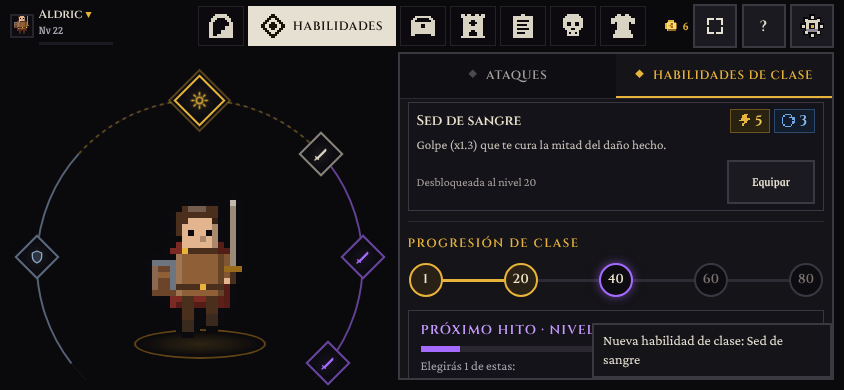 ALDRIC ▼
Nv 22
HABILIDADES
6
?
ATAQUES
HABILIDADES DE CLASE
SED DE SANGRE
5
3
Golpe (x1.3) que te cura la mitad del daño hecho.
Desbloqueada al nivel 20
Equipar
PROGRESIÓN DE CLASE
1
20
40
60
80
PRÓXIMO HITO · NIVEL
Elegirás 1 de estas:
Nueva habilidad de clase: Sed de
sangre